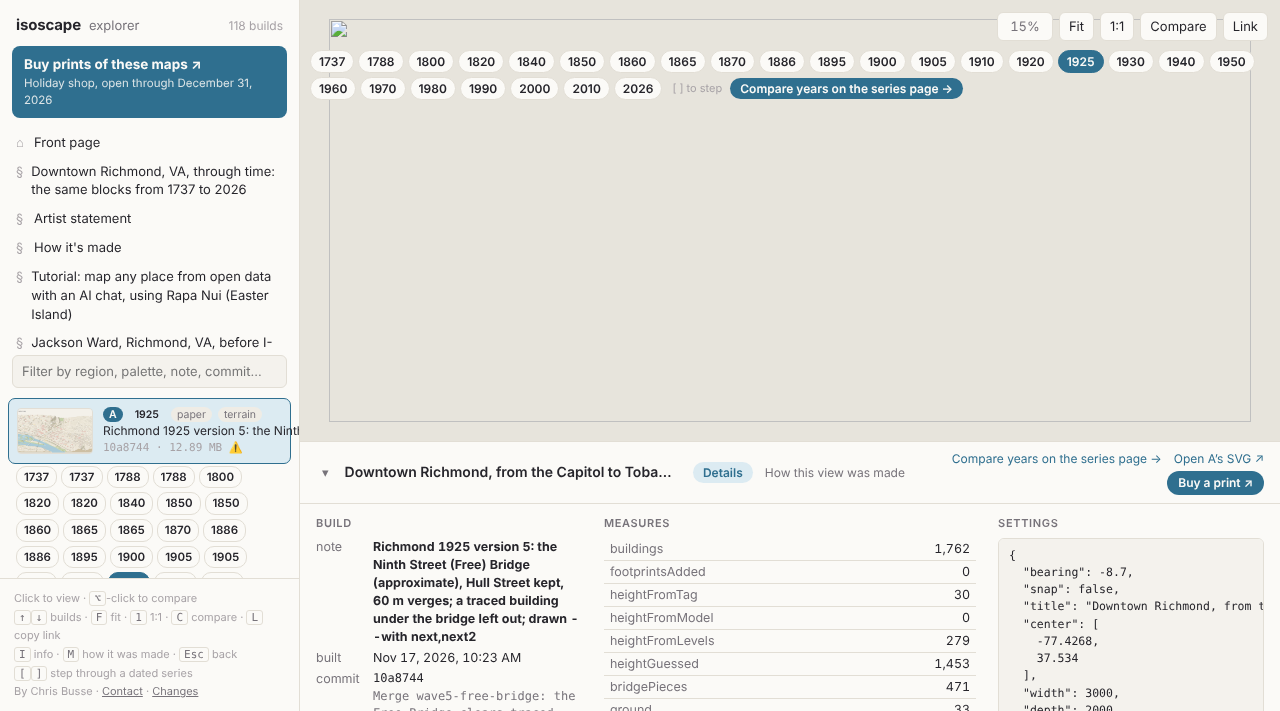 isoscape explorer 118 builds
Buy prints of these maps ↗
Holiday shop, open through December 31,
2026
⌂ Front page
§ Downtown Richmond, VA, through time:
the same blocks from 1737 to 2026
§ Artist statement
§ How it's made
§ Tutorial: map any place from open data
with an AI chat, using Rapa Nui (Easter
Island)
§ Jackson Ward, Richmond, VA, before I-
Filter by region, palette, note, commit…
A 1925 paper terrain
Richmond 1925 version 5: the Nint
10a8744 · 12.89 MB ⚠️
1737 1737 1788 1788 1800
1820 1820 1840 1850 1850
1860 1865 1865 1870 1886
1886 1895 1900 1905 1905
Click to view · ⌥-click to compare
↑ ↓ builds · F fit · 1 1:1 · C compare · L
copy link
I info · M how it was made · Esc back
[ ] step through a dated series
By Chris Busse · Contact · Changes
15% Fit 1:1 Compare Link
1737 1788 1800 1820 1840 1850 1860 1865 1870 1886 1895 1900 1905 1910 1920 1925 1930 1940 1950
1960 1970 1980 1990 2000 2010 2026 [ ] to step Compare years on the series page →
▾ Downtown Richmond, from the Capitol to Toba… Details How this view was made
Compare years on the series page → Open A's SVG ↗
Buy a print ↗
BUILD
note Richmond 1925 version 5: the
Ninth Street (Free) Bridge
(approximate), Hull Street kept,
60 m verges; a traced building
under the bridge left out; drawn -
-with next,next2
built Nov 17, 2026, 10:23 AM
commit 10a8744
Merge wave5-free-bridge: the
Free Bridge clears traced
MEASURES
buildings 1,762
footprintsAdded 0
heightFromTag 30
heightFromModel 0
heightFromLevels 279
heightGuessed 1,453
bridgePieces 471
ground 33
SETTINGS
{
"bearing": -8.7,
"snap": false,
"title": "Downtown Richmond, from t
"center": [
-77.4268,
37.534
],
"width": 3000,
"depth": 2000